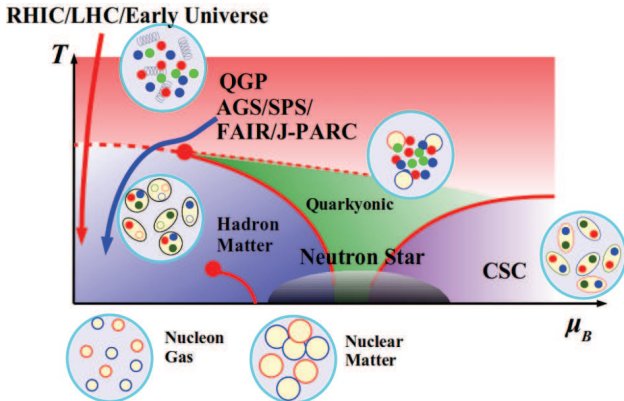 RHIC/LHC/Early Universe
T
QGP
AGS/SPS/
FAIR/J-PARC
Quarkyonic
Hadron
Matter
Neutron Star
CSC
μB
Nucleon
Gas
Nuclear
Matter